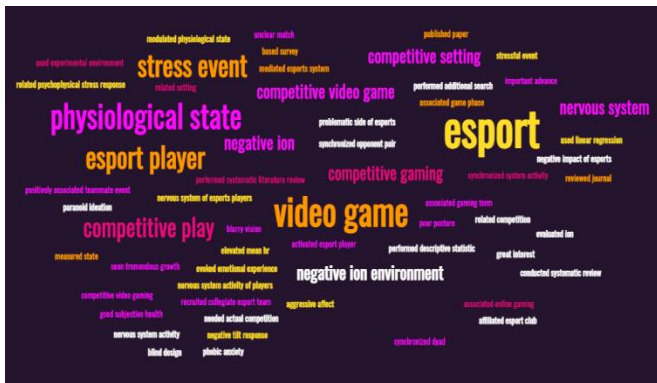 modulated physiological state
unclear match
published paper
used experimental environment
stress event
based survey
mediated esports system
competitive setting
stressful event
related psychophysical stress response
related setting
competitive video game
performed additional search
important advance
associated game phase
physiological state
problematic side of esports
esport
nervous system
negative ion
synchronized opponent pair
used linear regression
esport player
negative impact of esports
performed systematic literature review
competitive gaming
synchronized system activity
reviewed journal
positively associated teammate event
nervous system of esports players
paranoid ideation
video game
associated gaming term
competitive play
blurry vision
poor posture
related competition
evaluated ion
elevated mean hr
activated esport player
performed descriptive statistic
great interest
measured state
seen tremendous growth
evoked emotional experience
negative ion environment
conducted systematic review
nervous system activity of players
competitive video gaming
recruited collegiate esport team
aggressive affect
associated online gaming
good subjective health
needed actual competition
affiliated esport club
nervous system activity
negative tilt response
synchronized dyad
blind design
phobic anxiety